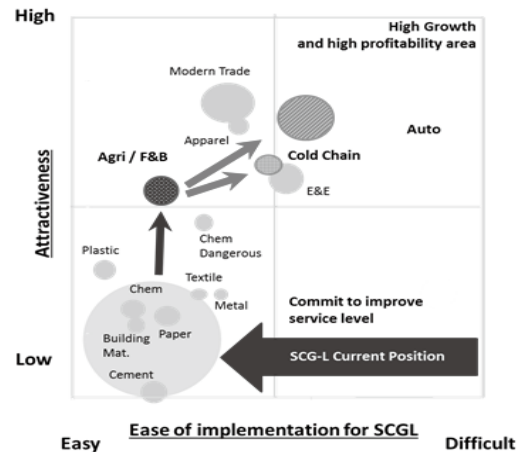 High
High Growth
and high profitability area
Modern Trade
Apparel
Auto
Agri / F&B
Cold Chain
E&E
Attractiveness
Chem
Dangerous
Plastic
Textile
Chem
Metal
Commit to improve
service level
Building
Mat.
Paper
SCG-L Current Position
Low
Cement
Easy
Ease of implementation for SCGL
Difficult